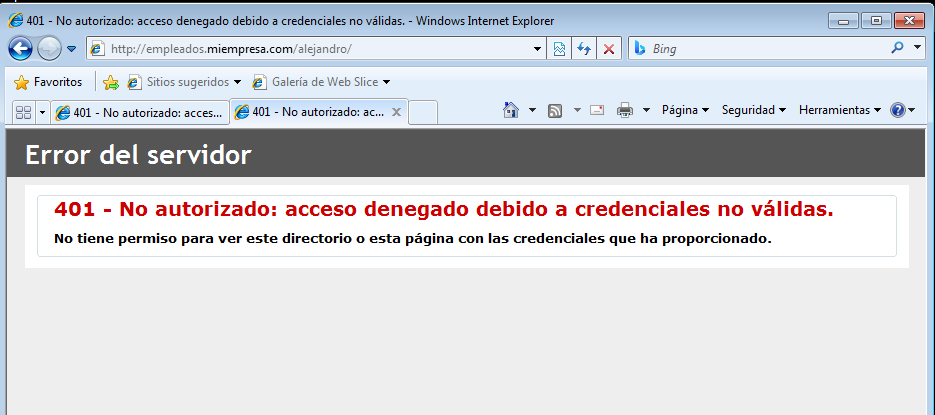 401 - No autorizado: acceso denegado debido a credenciales no válidas. - Windows Internet Explorer
http://empleados.miempresa.com/alejandro/
Bing
Favoritos Sitios sugeridos Galería de Web Slice
401 - No autorizado: acces... 401 - No autorizado: ac... Página Seguridad Herramientas
Error del servidor
401 - No autorizado: acceso denegado debido a credenciales no válidas.
No tiene permiso para ver este directorio o esta página con las credenciales que ha proporcionado.